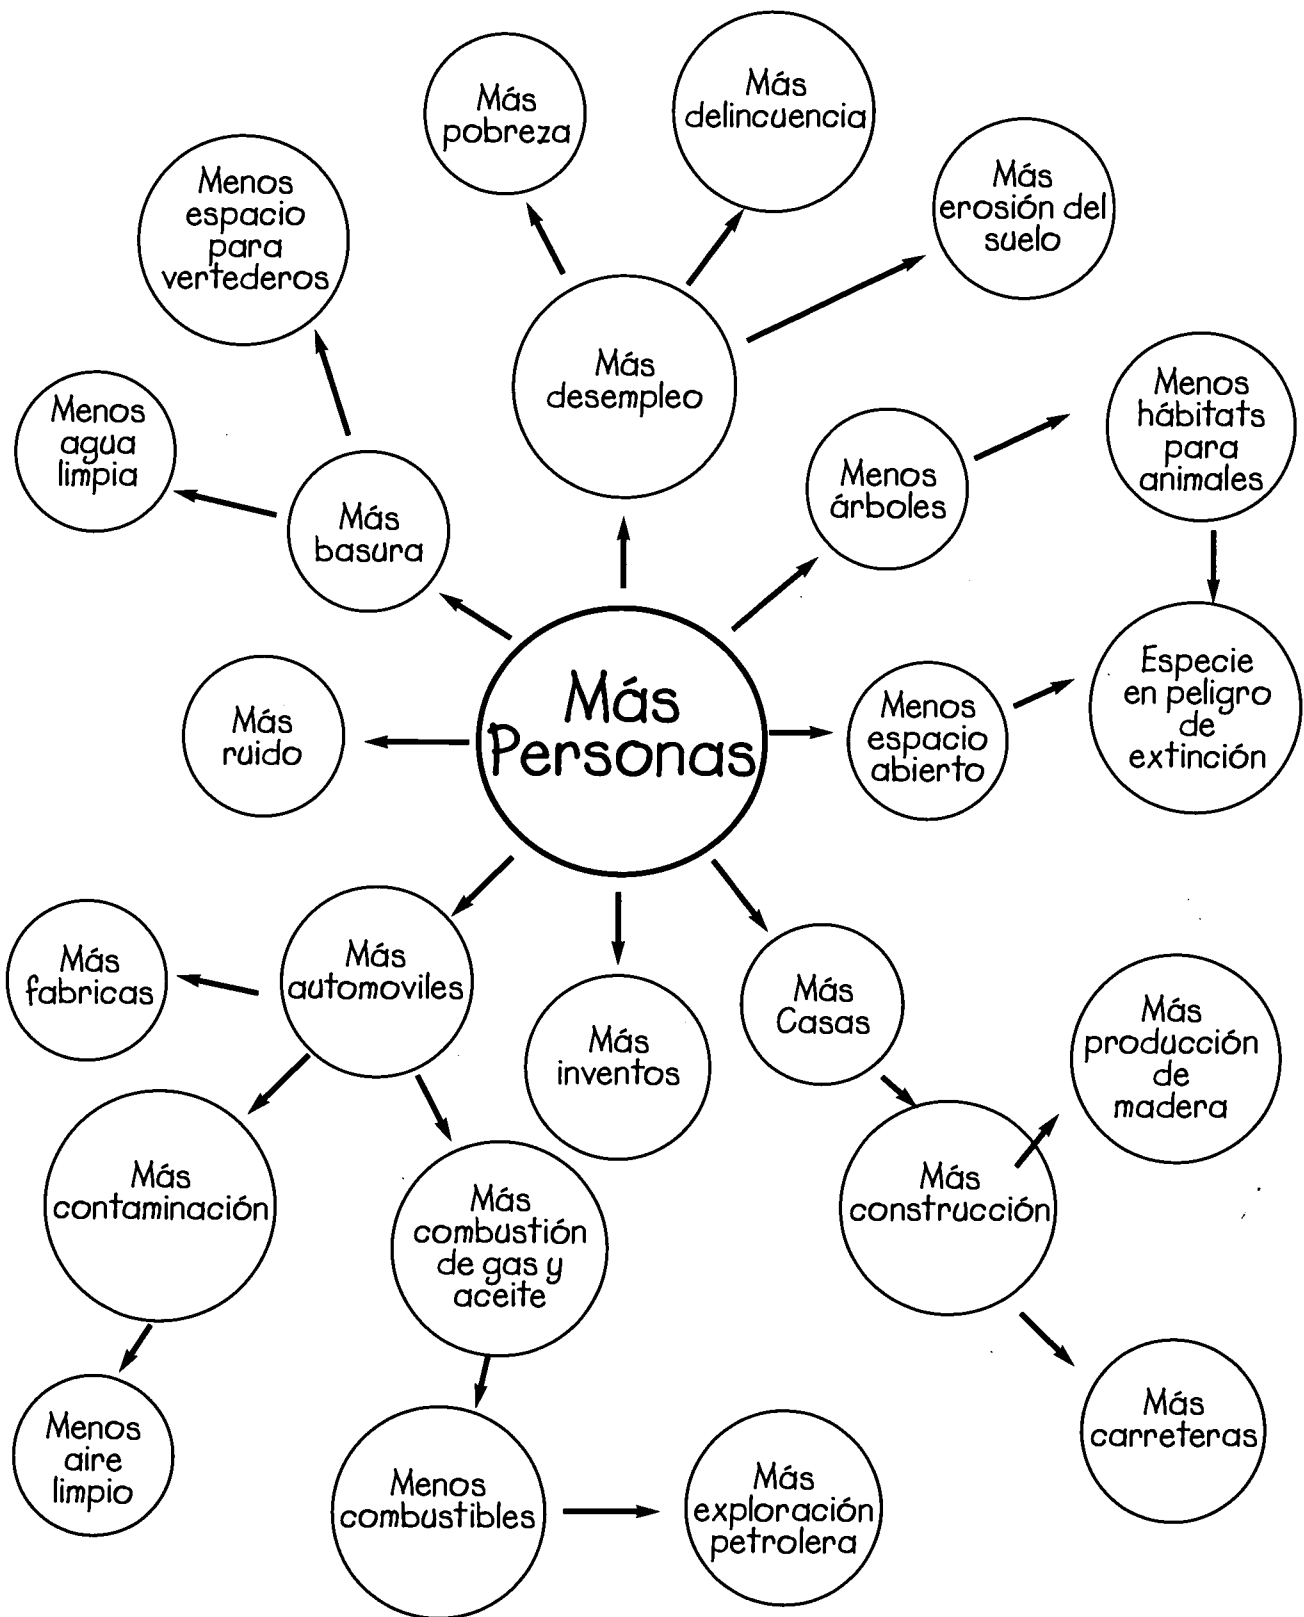 Más
pobreza
Más
delincuencia
Más
erosión del
suelo
Menos
espacio
para
vertederos
Más
desempleo
Menos
hábitats
para
animales
Menos
agua
limpia
Menos
árboles
Más
basura
Especie
en peligro
de
extinción
Más
Personas
Menos
espacio
abierto
Más
ruido
Más
fabricas
Más
automoviles
Más
inventos
Más
Casas
Más
producción
de
madera
Más
contaminación
Más
combustión
de gas y
aceite
Más
construcción
Menos
aire
limpio
Menos
combustibles
Más
exploración
petrolera
Más
carreteras